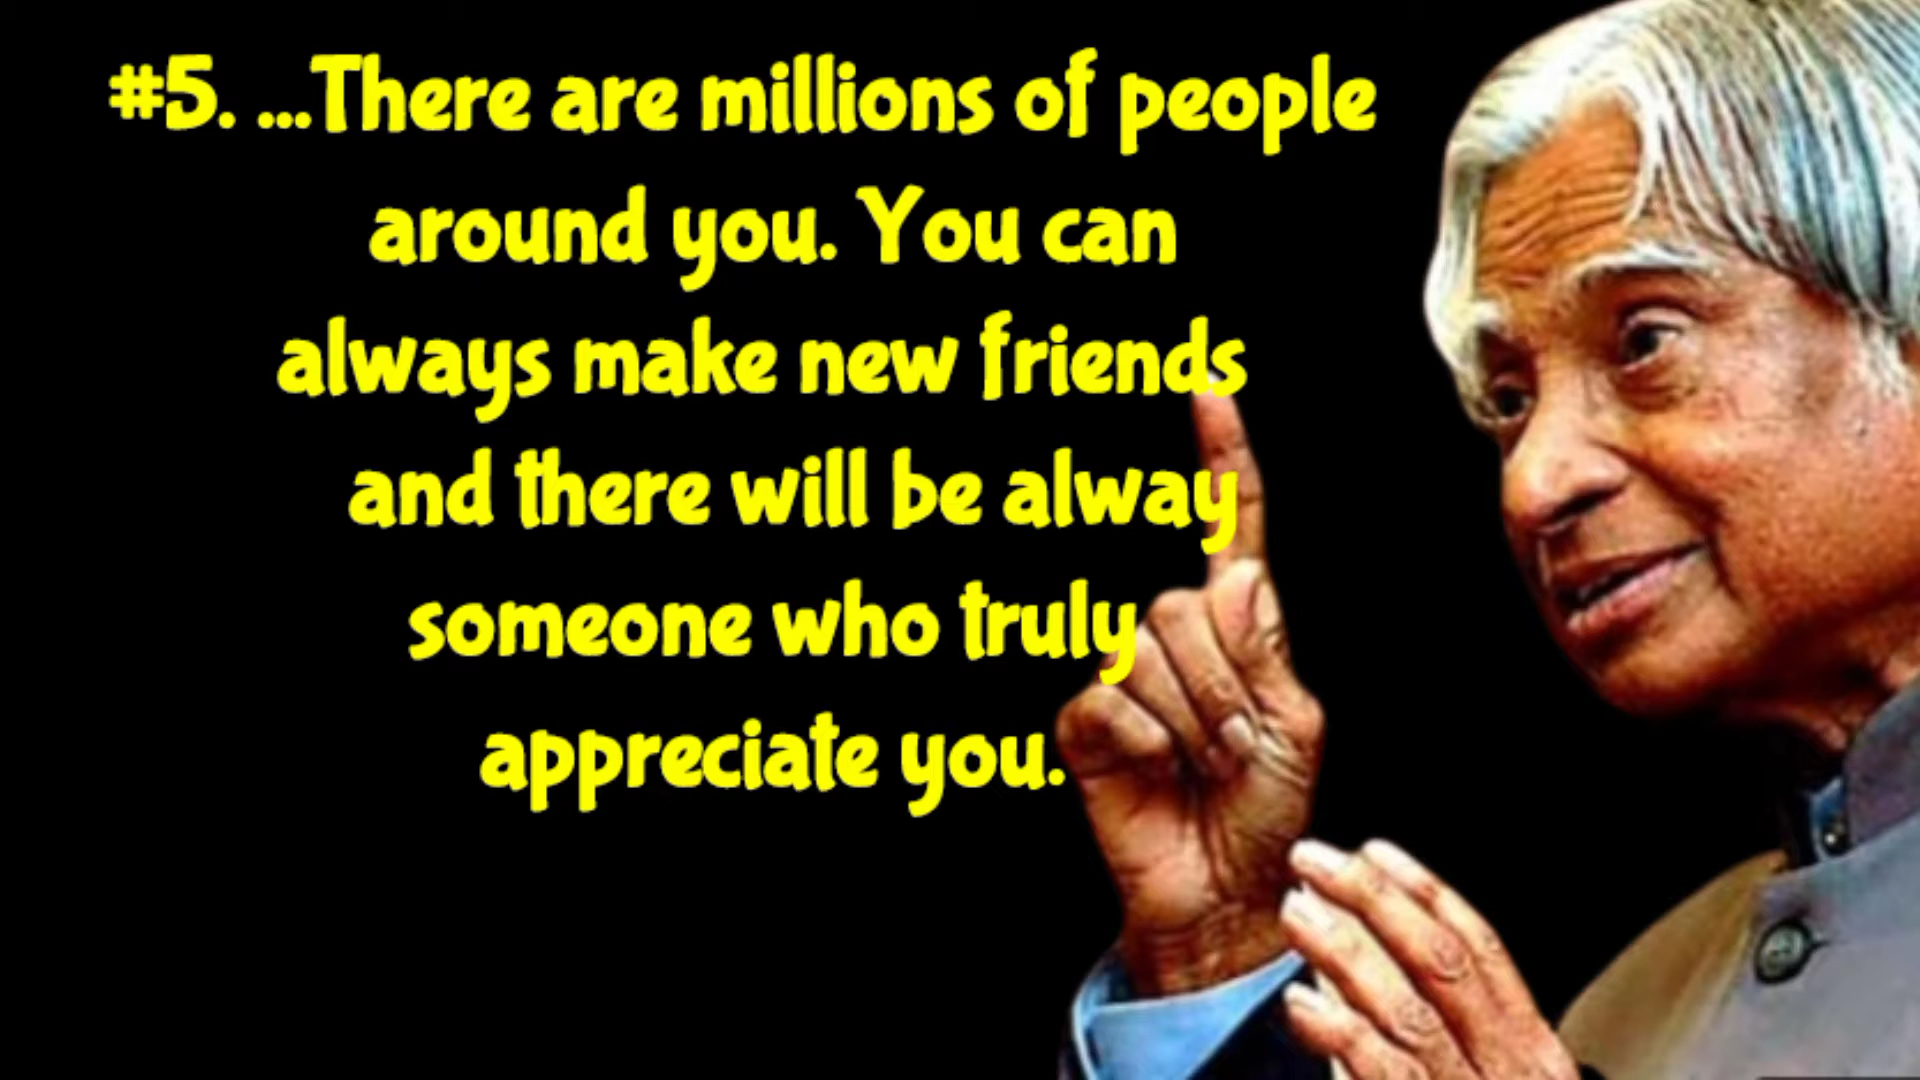 #5. ...There are millions of people
around you. You can
always make new friends
and there will be alway
someone who truly
appreciate you.